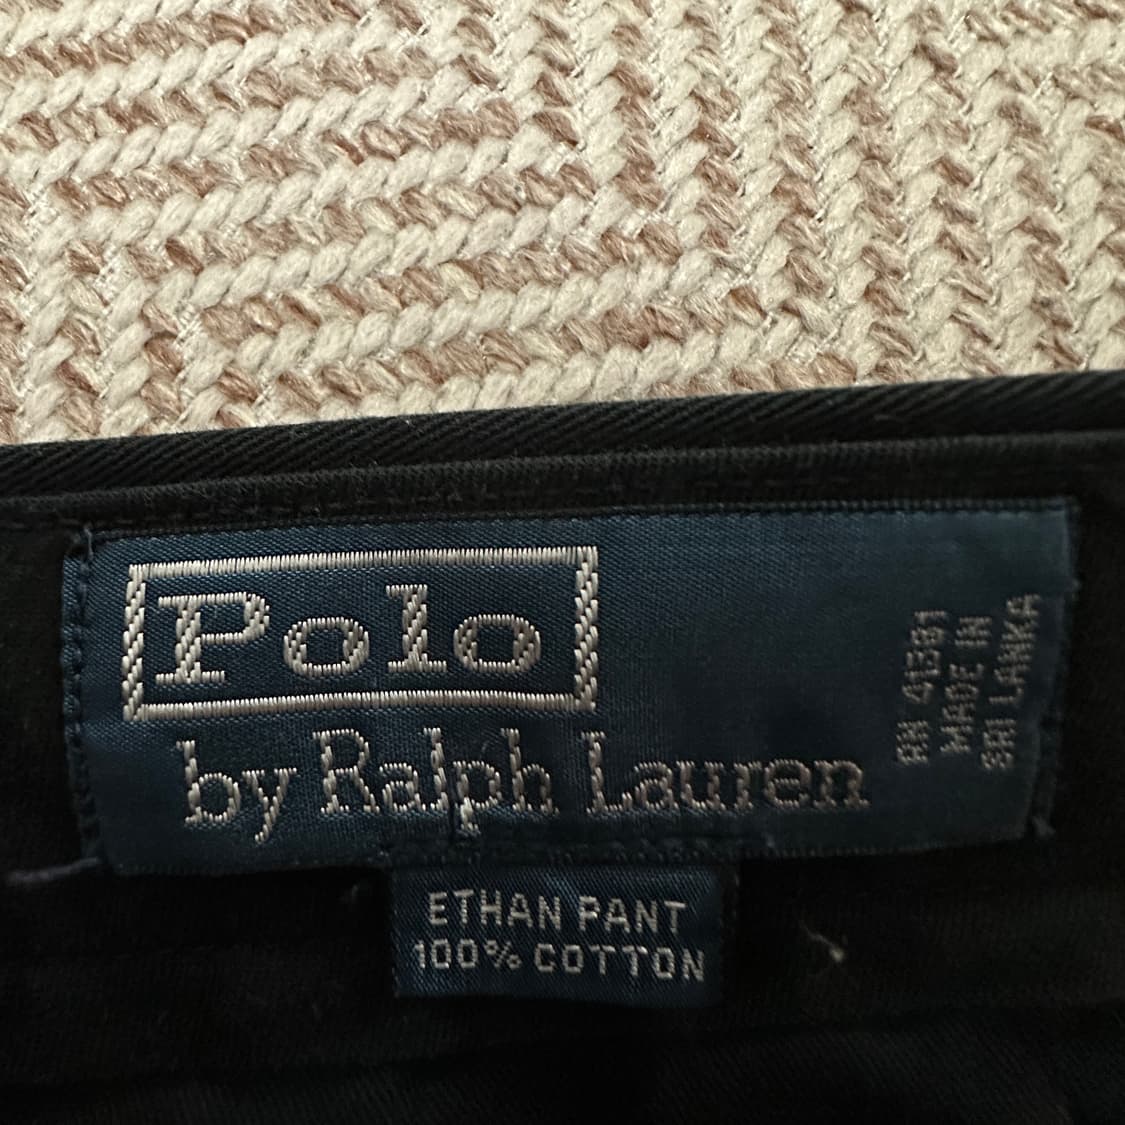 Polo
by Ralph Lauren
RN 41381
MADE IN
SRI LANKA
ETHAN PANT
100% COTTON